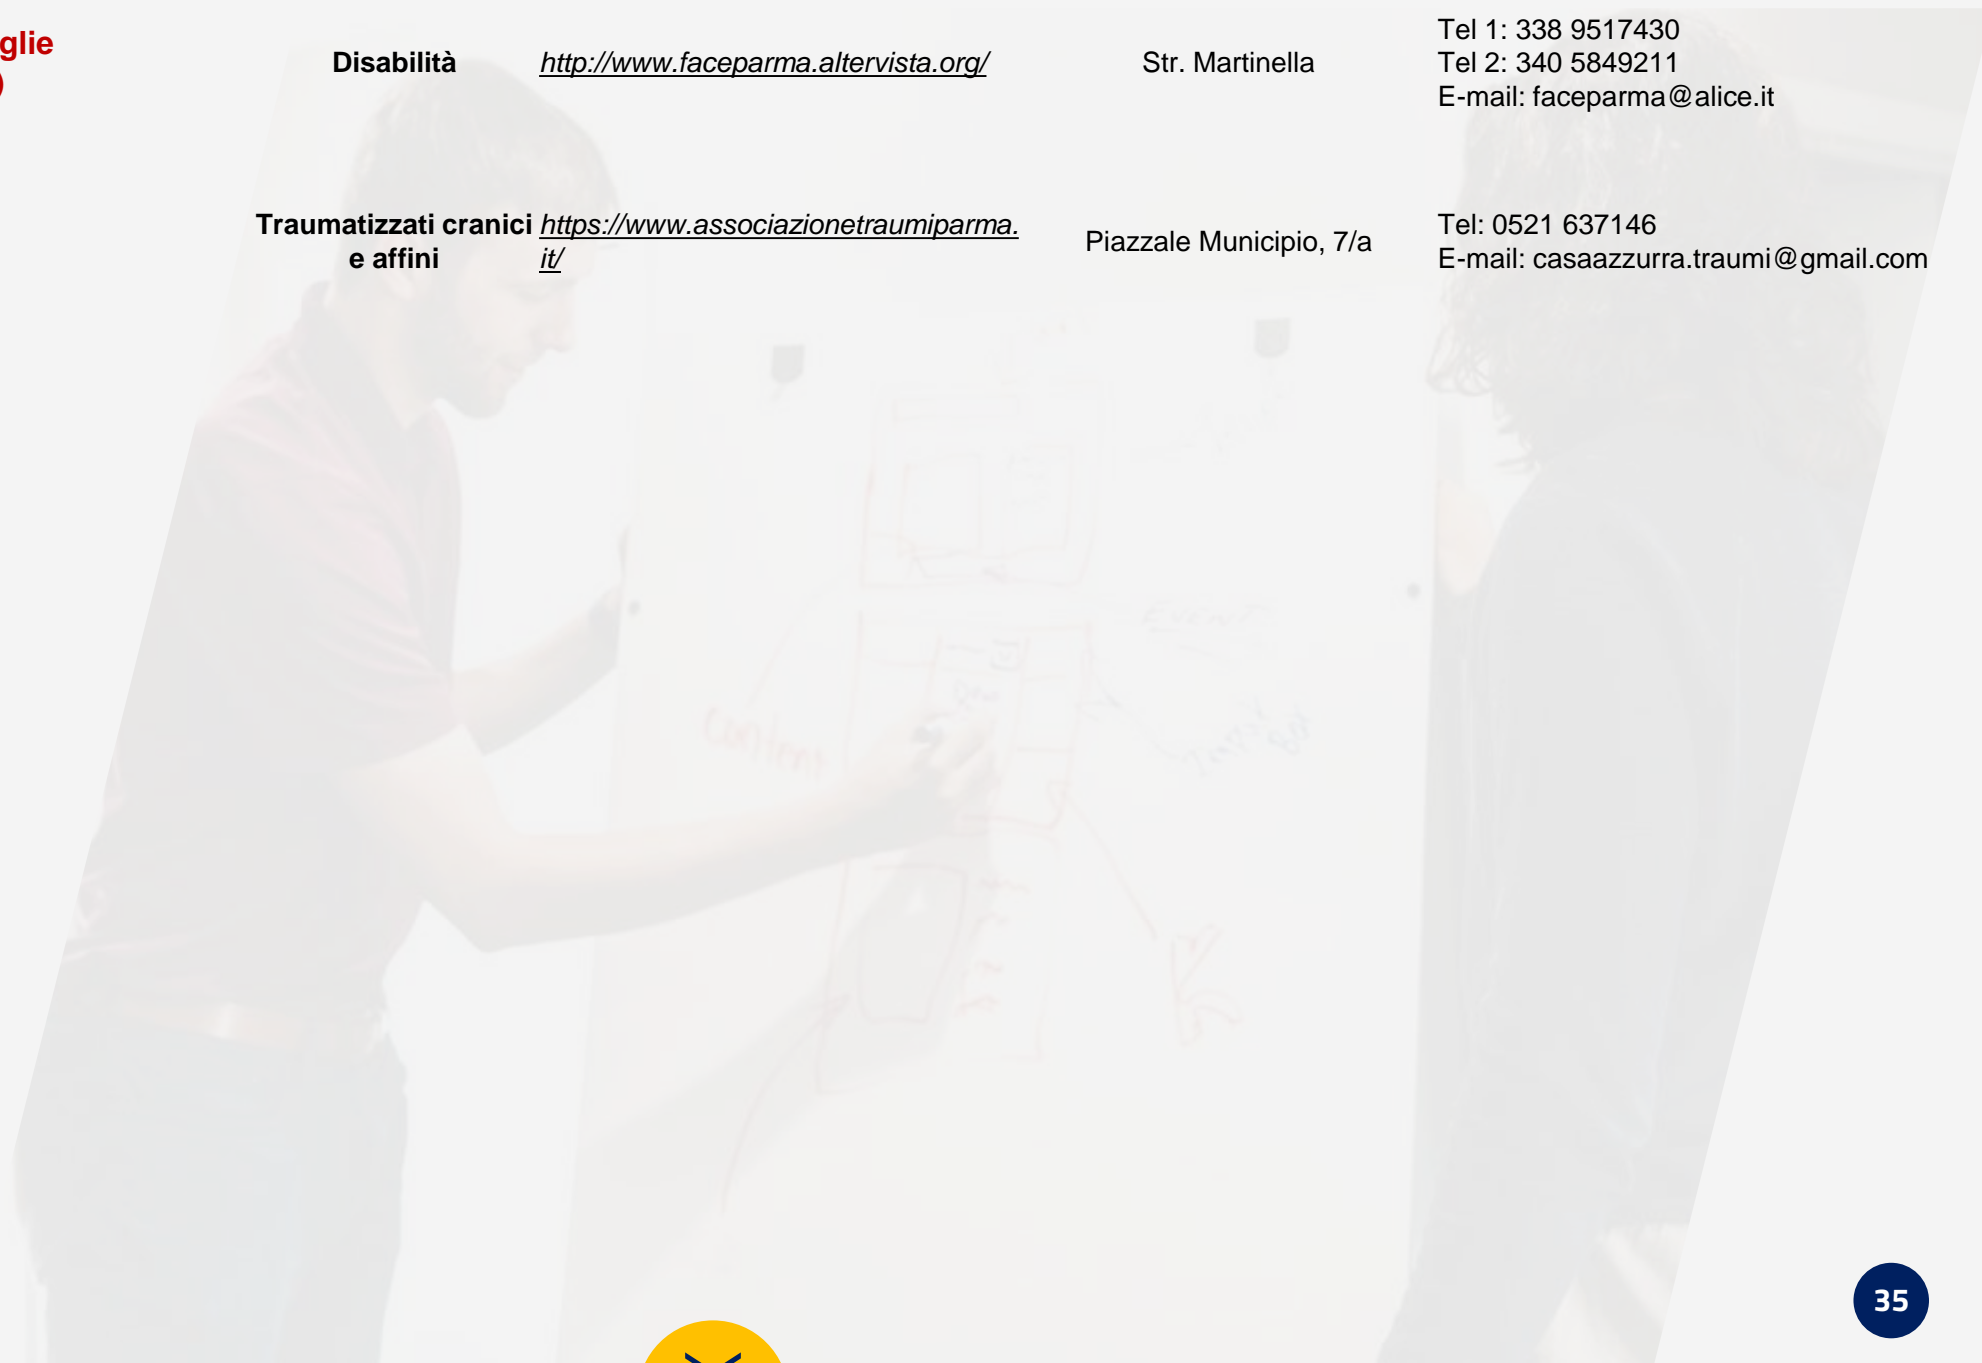 glie
)
Disabilità
http://www.faceparma.altervista.org/
Str. Martinella
Tel 1: 338 9517430
Tel 2: 340 5849211
E-mail: faceparma@alice.it
Traumatizzati cranici
e affini
https://www.associazionetraumiparma.
it/
Piazzale Municipio, 7/a
Tel: 0521 637146
E-mail: casaazzurra.traumi@gmail.com
EVENT
Content
35